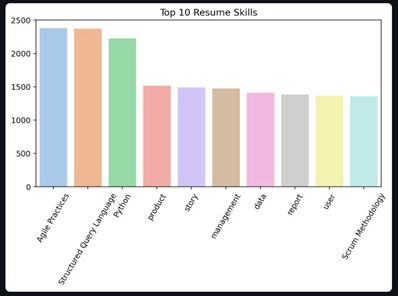 Top 10 Resume Skills
2500
2000
1500
1000
500
0
Agile Practices
Structured Query Language
Python
product
story
management
data
report
user
Scrum Methodology